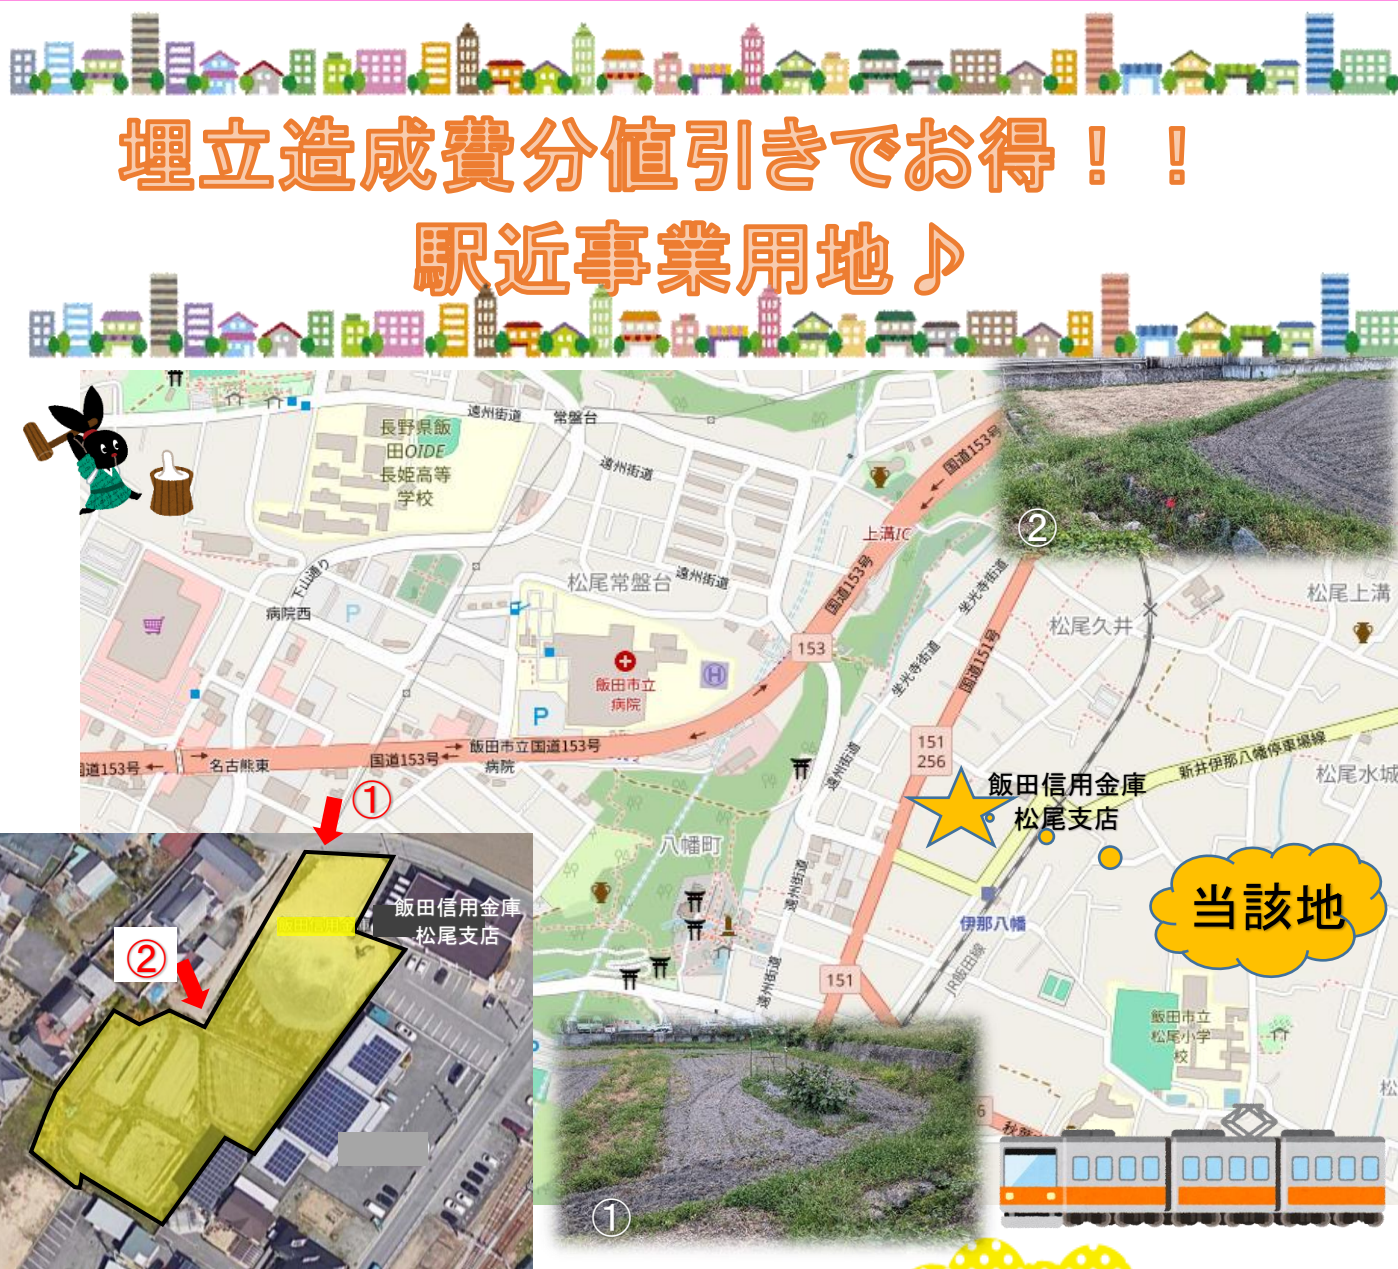 埋立造成費分値引きでお得！！
駅近事業用地♪
長野県飯
田OIDE
長姫高等
学校
遠州街道
常盤台
遠州街道
国道153号
②
上溝IC
松尾常盤台
遠州街道
国道153号
坐光寺街道
松尾上溝
下山通り
病院西
P
153
松尾久井
国道151号
坐光寺街道
飯田市立
病院
H
P
151
256
新井伊那八幡停車場線
飯田市立
病院
国道153号
国道153号
国道153号
名古熊東
遠州街道
松尾水城
飯田信用金庫
松尾支店
①
八幡町
遠州街道
当該地
伊那八幡
飯田信用金庫
松尾支店
②
JR飯田線
遠州街道
151
飯田市立
松尾小学
校
①